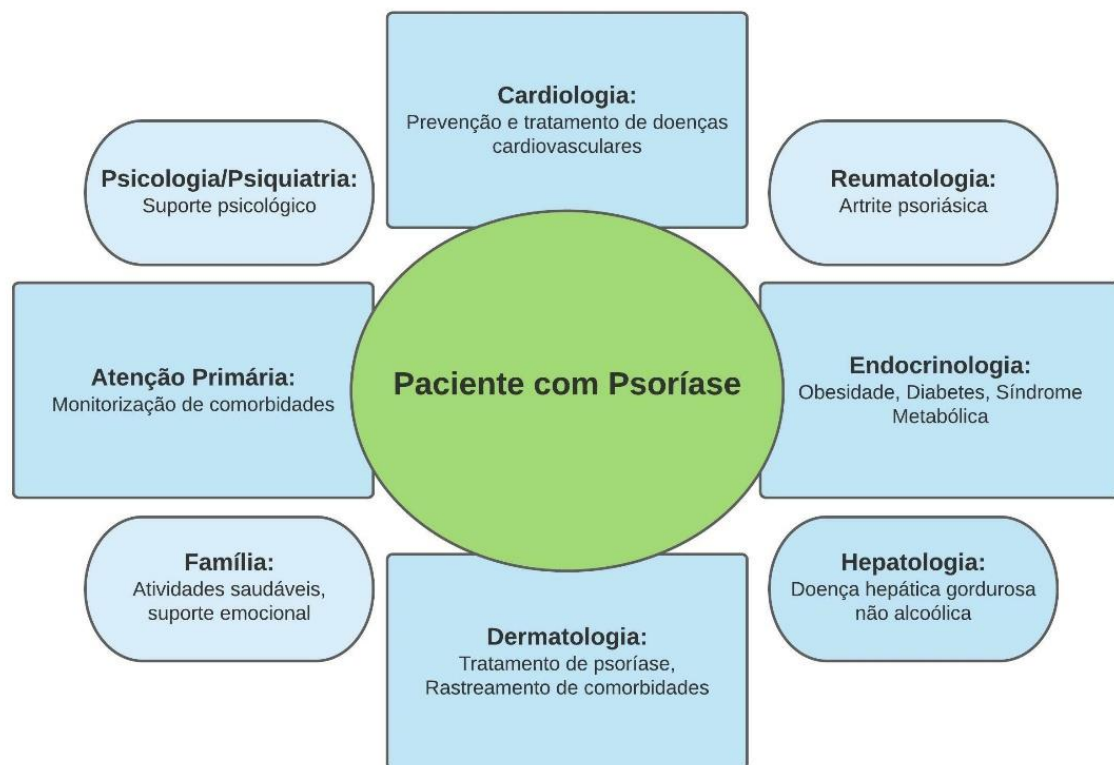 Cardiologia:
Prevenção e tratamento de doenças
cardiovasculares
Psicologia/Psiquiatria:
Suporte psicológico
Reumatologia:
Artrite psoriásica
Atenção Primária:
Monitorização de comorbidades
Paciente com Psoríase
Endocrinologia:
Obesidade, Diabetes, Síndrome
Metabólica
Família:
Atividades saudáveis,
suporte emocional
Hepatologia:
Doença hepática gordurosa
não alcoólica
Dermatologia:
Tratamento de psoríase,
Rastreamento de comorbidades